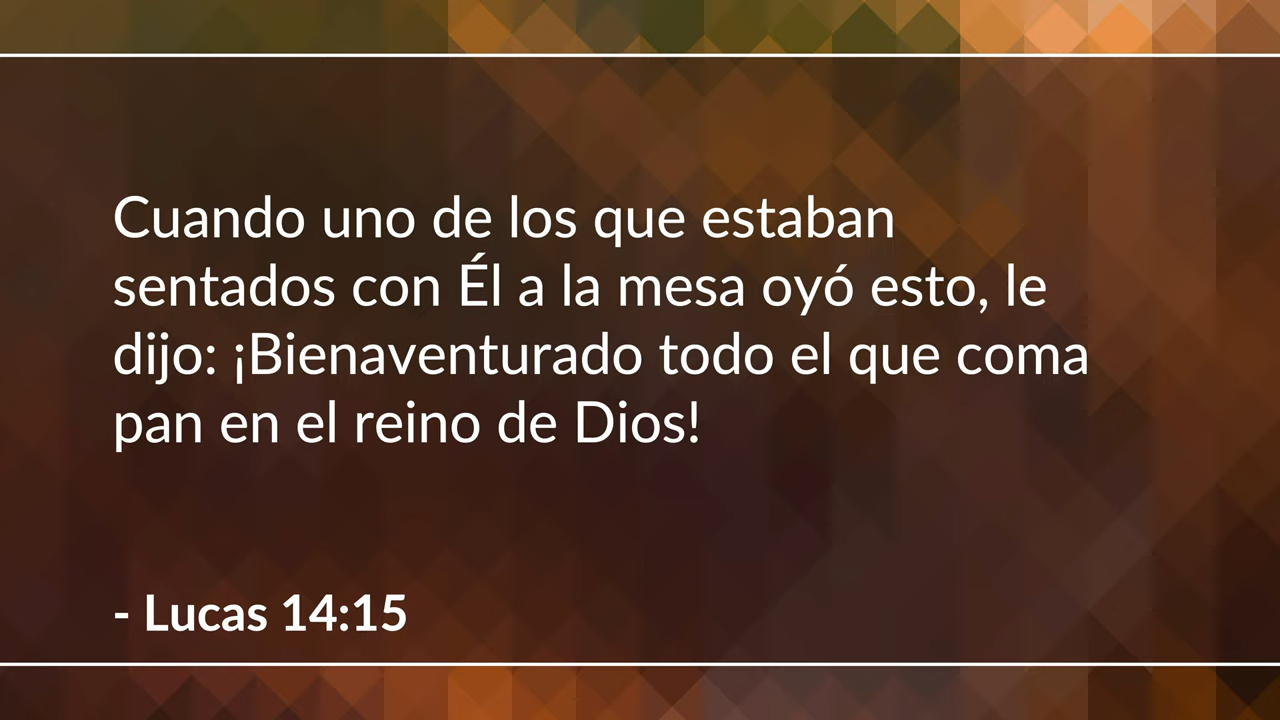 Cuando uno de los que estaban
sentados con Él a la mesa oyó esto, le
dijo: ¡Bienaventurado todo el que coma
pan en el reino de Dios!
- Lucas 14:15